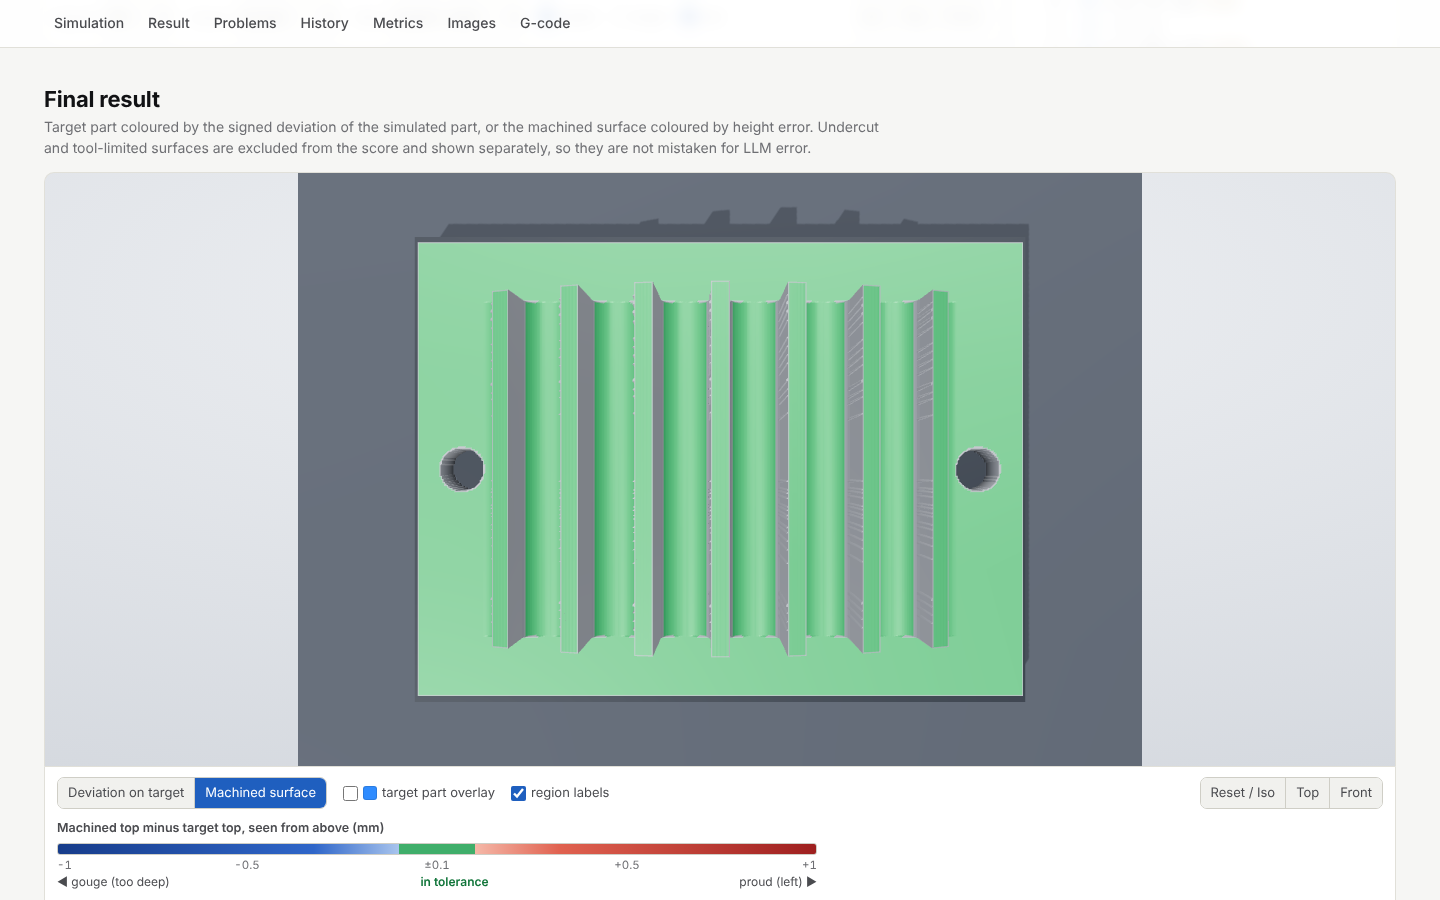 Simulation Result Problems History Metrics Images G-code
Final result
Target part coloured by the signed deviation of the simulated part, or the machined surface coloured by height error. Undercut
and tool-limited surfaces are excluded from the score and shown separately, so they are not mistaken for LLM error.
Deviation on target Machined surface target part overlay region labels Reset / Iso Top Front
Machined top minus target top, seen from above (mm)
-1 -0.5 ±0.1 +0.5 +1
◀ gouge (too deep) in tolerance proud (left) ▶